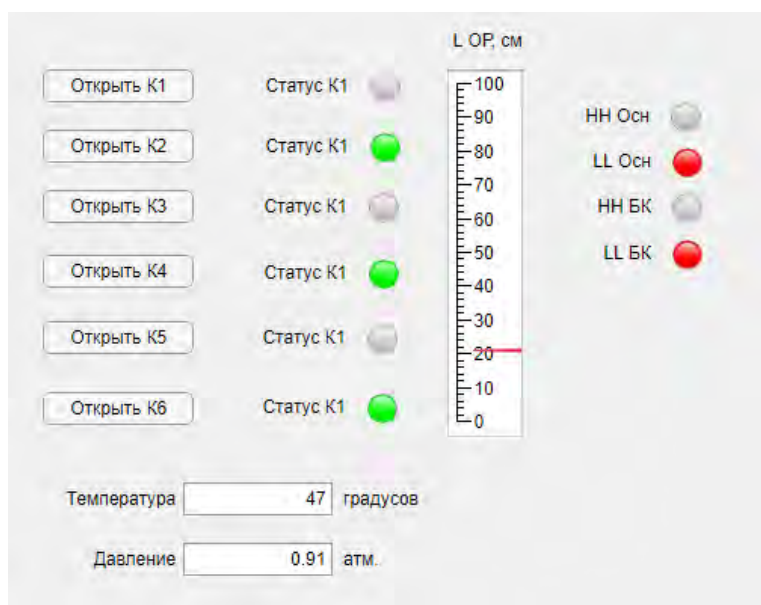 L ОР, см
Открыть К1 Статус К1
Открыть К2 Статус К1
Открыть К3 Статус К1
Открыть К4 Статус К1
Открыть К5 Статус К1
Открыть К6 Статус К1
100
90
80
70
60
50
40
30
20
10
0
НН Осн
LL Осн
НН БК
LL БК
Температура 47 градусов
Давление 0.91 атм.